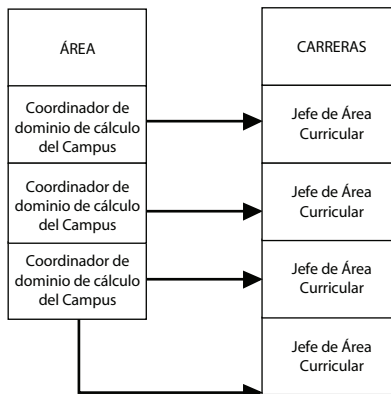 ÁREA
Coordinador de
dominio de cálculo
del Campus
Coordinador de
dominio de cálculo
del Campus
Coordinador de
dominio de cálculo
del Campus
CARRERAS
Jefe de Área
Curricular
Jefe de Área
Curricular
Jefe de Área
Curricular
Jefe de Área
Curricular